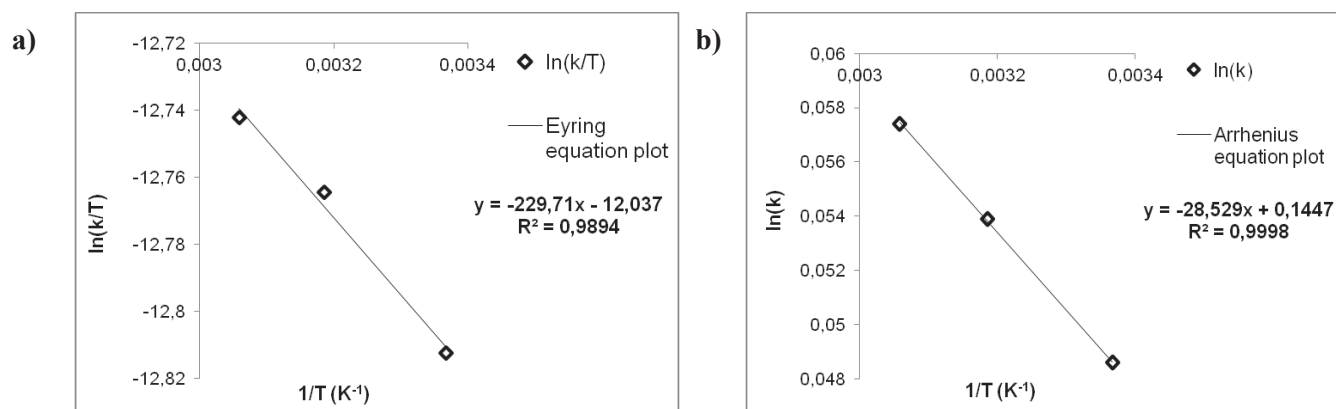 a)
-12,72
0,003
0,0032
0,0034
-12,74
-12,76
-12,78
-12,8
-12,82
ln(k/T)
1/T (K⁻¹)
ln(k/T)
Eyring
equation plot
y = -229,71x - 12,037
R² = 0,9894
b)
0,06
0,003
0,0032
0,0034
0,058
0,056
0,054
0,052
0,05
0,048
ln(k)
1/T (K⁻¹)
ln(k)
Arrhenius
equation plot
y = -28,529x + 0,1447
R² = 0,9998